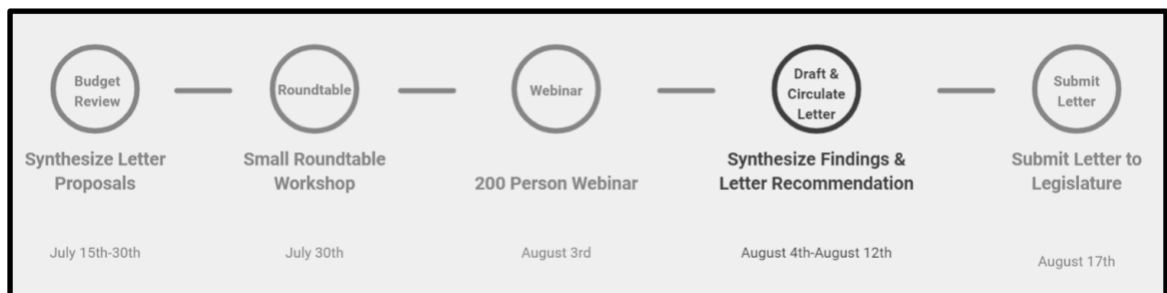 Budget
Review
Roundtable
Webinar
Draft &
Circulate
Letter
Submit
Letter
Synthesize Letter
Proposals
Small Roundtable
Workshop
200 Person Webinar
Synthesize Findings &
Letter Recommendation
Submit Letter to
Legislature
July 15th-30th
July 30th
August 3rd
August 4th-August 12th
August 17th